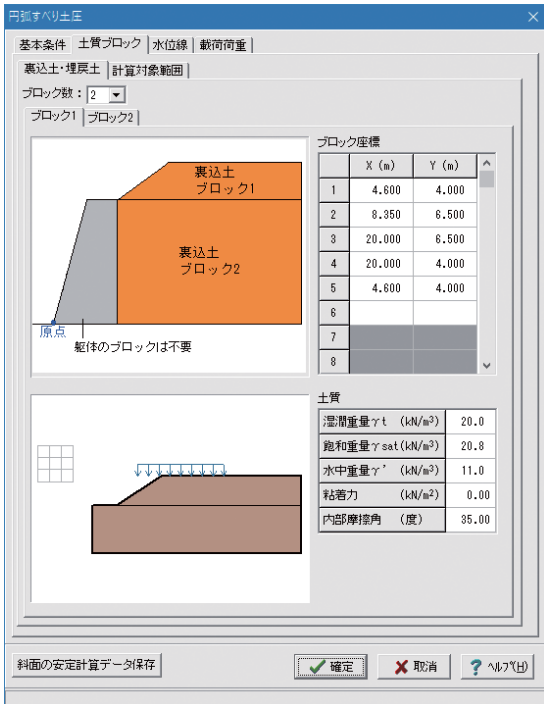 円弧すべり土圧
基本条件 土質ブロック 水位線 載荷荷重
裏込土・埋戻土 計算対象範囲
ブロック数： 2
ブロック1 ブロック2
裏込土
ブロック1
裏込土
ブロック2
原点
躯体のブロックは不要
ブロック座標
X (m) Y (m)
1 4.600 4.000
2 8.350 6.500
3 20.000 6.500
4 20.000 4.000
5 4.600 4.000
6
7
8
土質
湿潤重量γt (kN/m³) 20.0
飽和重量γsat(kN/m³) 20.8
水中重量γ' (kN/m³) 11.0
粘着力 (kN/m²) 0.00
内部摩擦角 (度) 35.00
斜面の安定計算データ保存
確定 取消 ? ﾍﾙﾌﾟ(H)